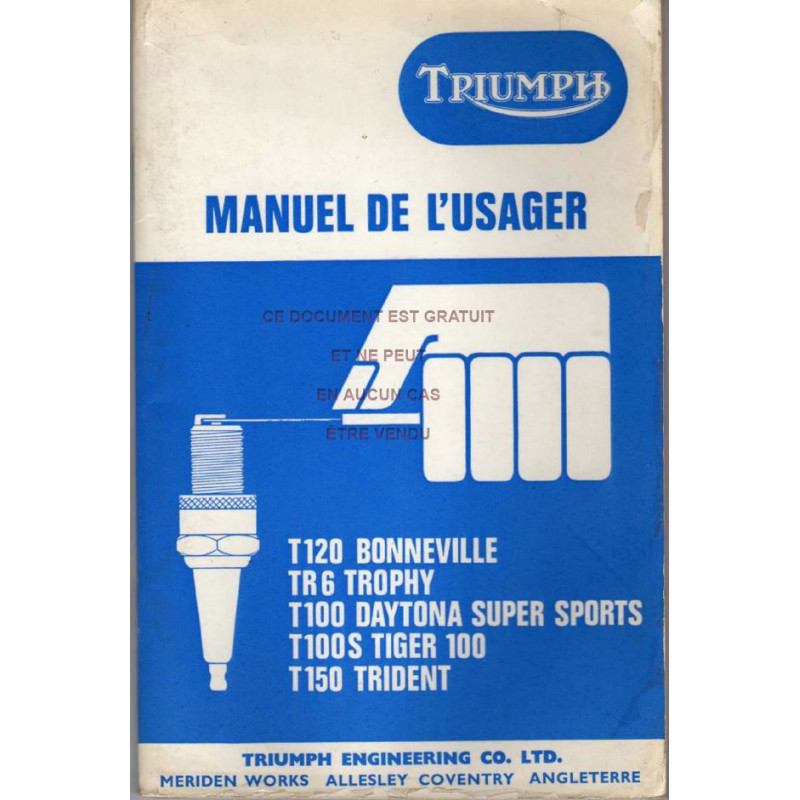 TRIUMPH
MANUEL DE L'USAGER
CE DOCUMENT EST GRATUIT
ET NE PEUT
EN AUCUN CAS
ÊTRE VENDU
T120 BONNEVILLE
TR6 TROPHY
T100 DAYTONA SUPER SPORTS
T100S TIGER 100
T150 TRIDENT
TRIUMPH ENGINEERING CO. LTD.
MERIDEN WORKS ALLESLEY COVENTRY ANGLETERRE